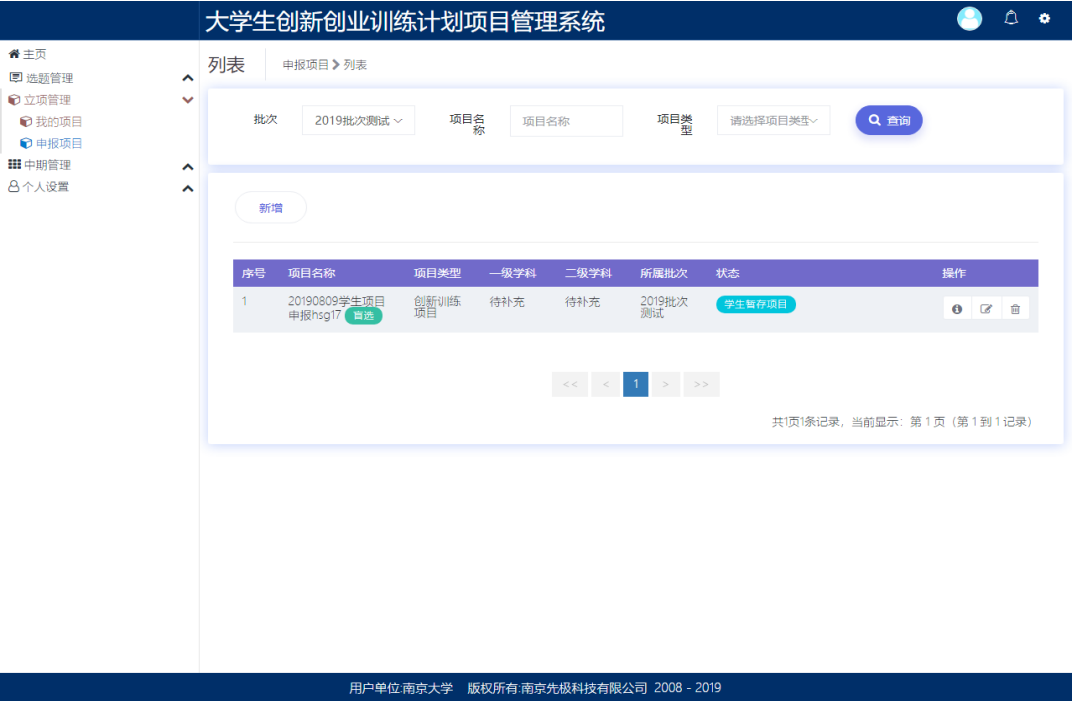 大学生创新创业训练计划项目管理系统
主页
选题管理
立项管理
我的项目
申报项目
中期管理
个人设置
列表
申报项目 列表
批次
2019批次测试
项目名
称
项目名称
项目类
型
请选择项目类型
查询
新增
序号 项目名称 项目类型 一级学科 二级学科 所属批次 状态 操作
1 20190809学生项目 创新训练 待补充 待补充 2019批次 学生暂存项目
申报hsg17 首选 项目 测试
<< < 1 > >>
共1页1条记录，当前显示：第 1 页（第 1 到 1 记录）
用户单位:南京大学 版权所有:南京先极科技有限公司 2008 - 2019